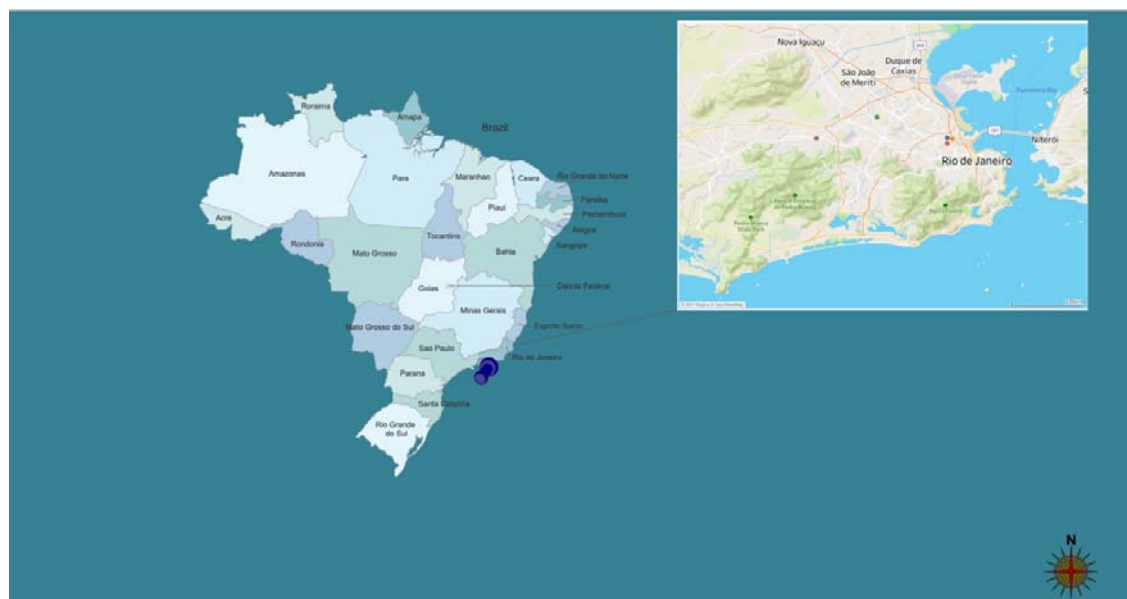 Nova Iguaçu
Duque de
Caxias
São João
de Meriti
Niterói
Rio de Janeiro
Roraima
Amapa
Brazil
Amazonas
Para
Maranhao
Ceara
Rio Granda do Norte
Paraiba
Piaui
Pernambuco
Acre
Alagoa
Rondonia
Tocantins
Sergipe
Mato Grosso
Bahia
Goias
Distrito Federal
Minas Gerais
Mato Grosso do Sul
Espirito Santo
Sao Paulo
Rio de Janeiro
Parana
Santa Catarina
Rio Grande
do Sul
N